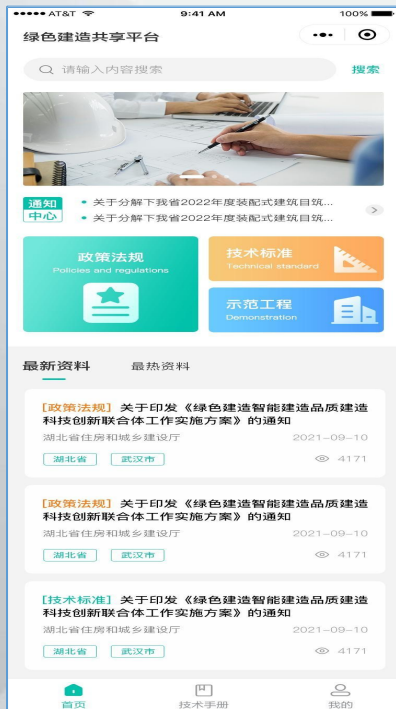 AT&T 9:41 AM 100%
绿色建造共享平台
请输入内容搜索 搜索
通知
中心
• 关于分解下我省2022年度装配式建筑目筑...
• 关于分解下我省2022年度装配式建筑目筑...
政策法规
Policies and regulations
技术标准
Technical standard
示范工程
Demonstration
最新资料 最热资料
[政策法规] 关于印发《绿色建造智能建造品质建造
科技创新联合体工作实施方案》的通知
湖北省住房和城乡建设厅 2021-09-10
湖北省 武汉市 4171
[政策法规] 关于印发《绿色建造智能建造品质建造
科技创新联合体工作实施方案》的通知
湖北省住房和城乡建设厅 2021-09-10
湖北省 武汉市 4171
[技术标准] 关于印发《绿色建造智能建造品质建造
科技创新联合体工作实施方案》的通知
湖北省住房和城乡建设厅 2021-09-10
湖北省 武汉市 4171
首页 技术手册 我的